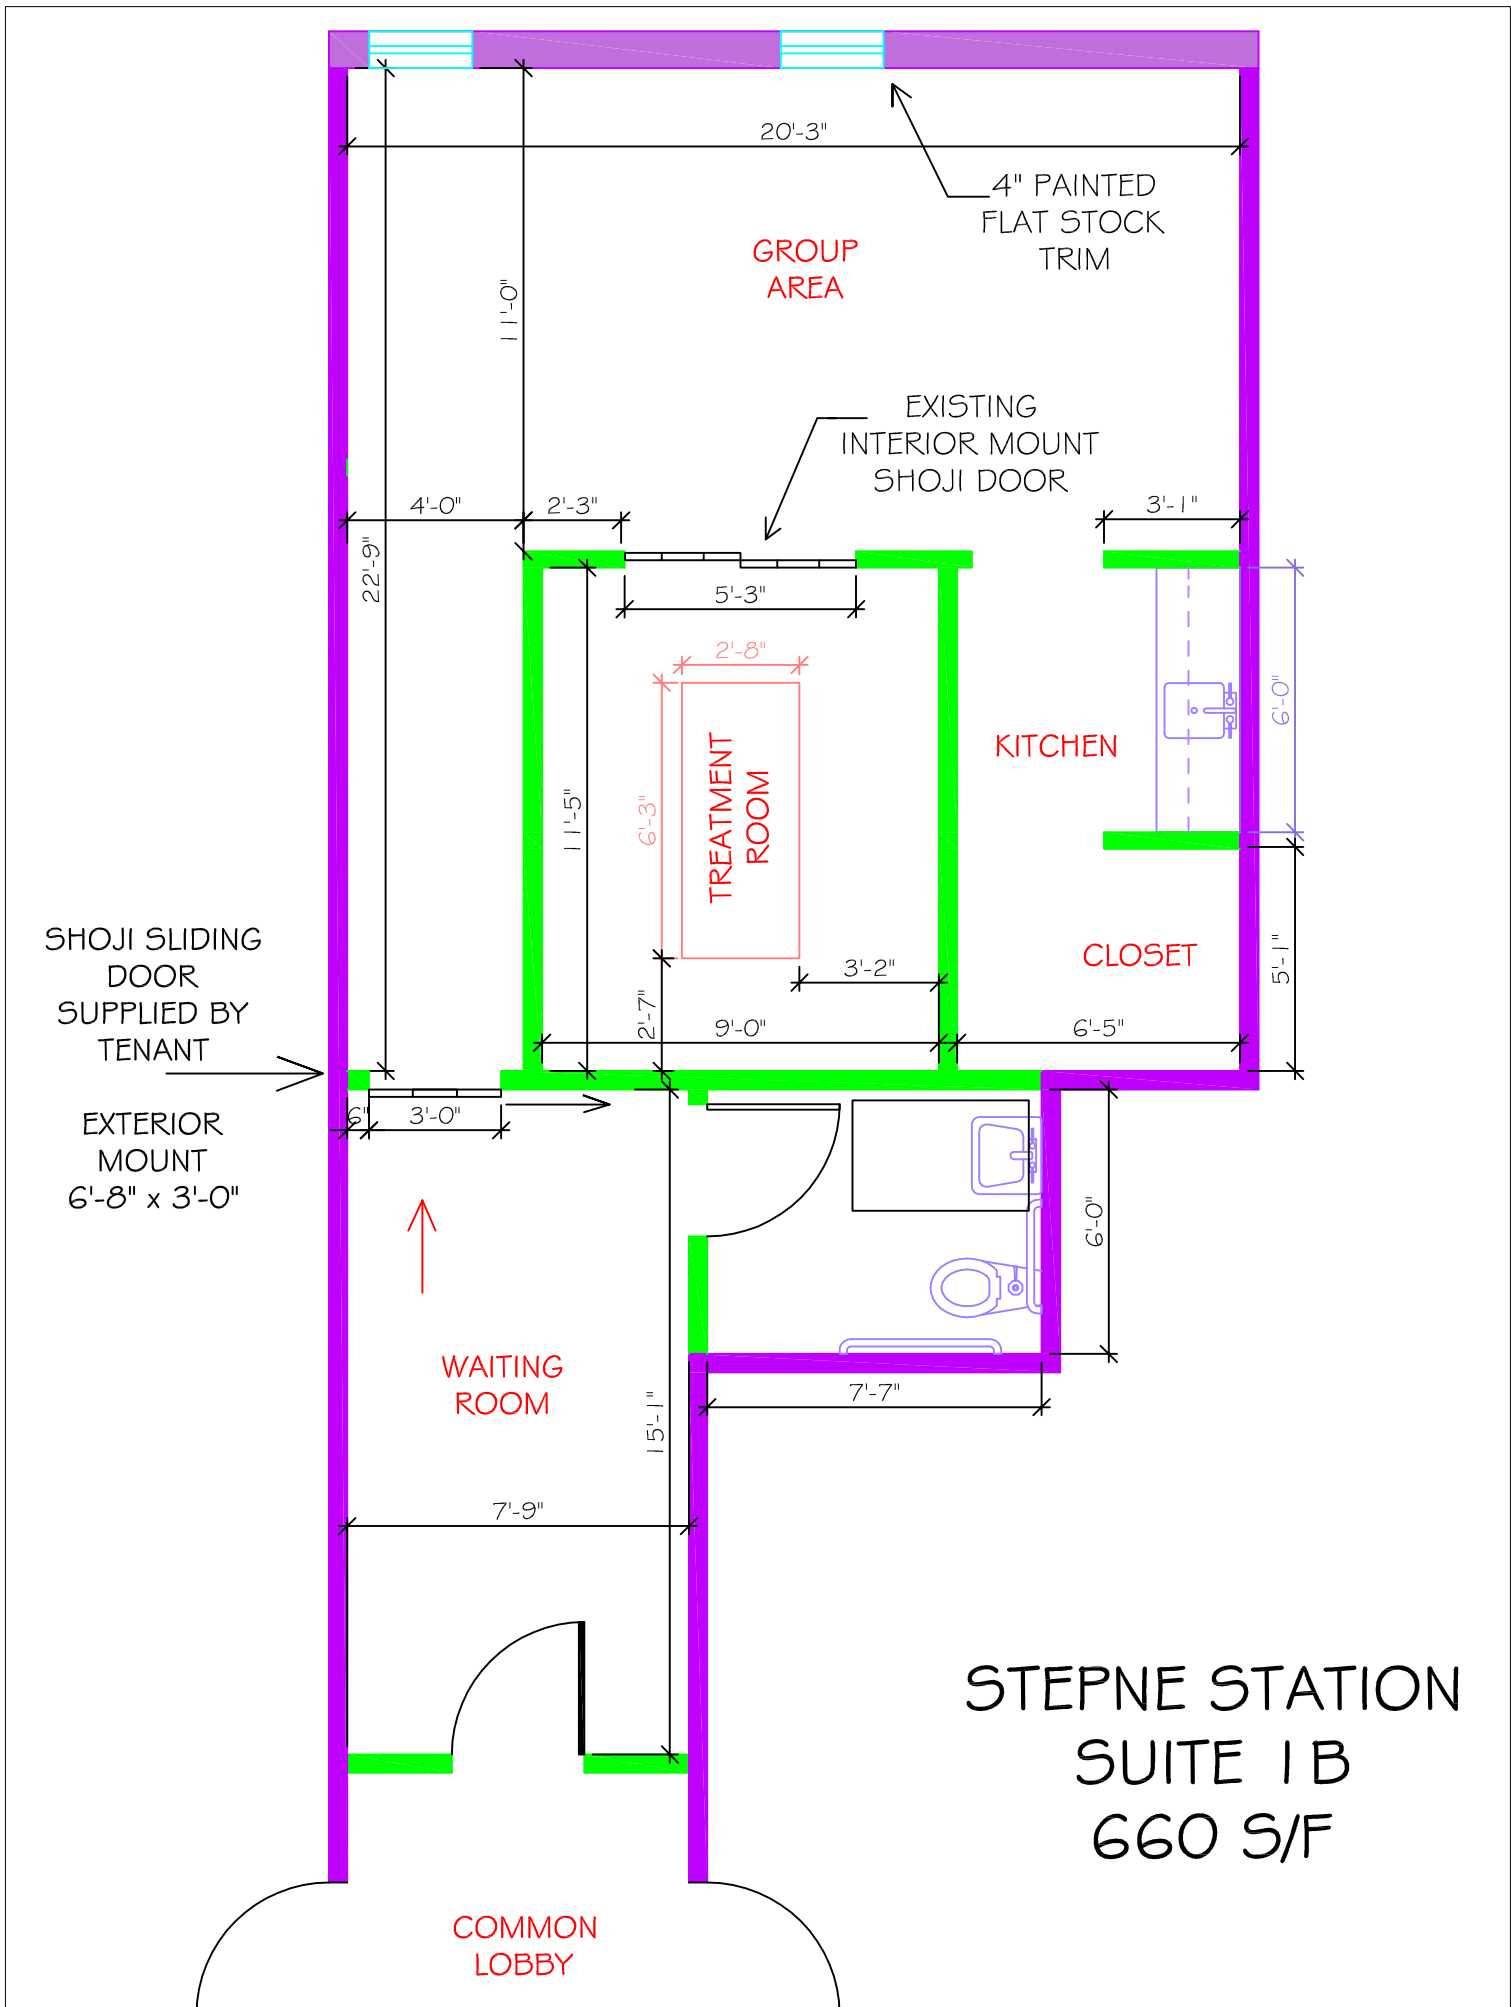 20'-3"
4" PAINTED
FLAT STOCK
TRIM
GROUP
AREA
11'-0"
EXISTING
INTERIOR MOUNT
SHOJI DOOR
4'-0"
2'-3"
3'-1"
22'-9"
5'-3"
2'-8"
6'-0"
KITCHEN
TREATMENT
ROOM
6'-3"
11'-5"
SHOJI SLIDING
DOOR
SUPPLIED BY
TENANT
CLOSET
5'-1"
3'-2"
2'-7"
9'-0"
6'-5"
6"
3'-0"
EXTERIOR
MOUNT
6'-8" x 3'-0"
6'-0"
WAITING
ROOM
7'-7"
15'-1"
7'-9"
STEPNE STATION
SUITE 1B
660 S/F
COMMON
LOBBY